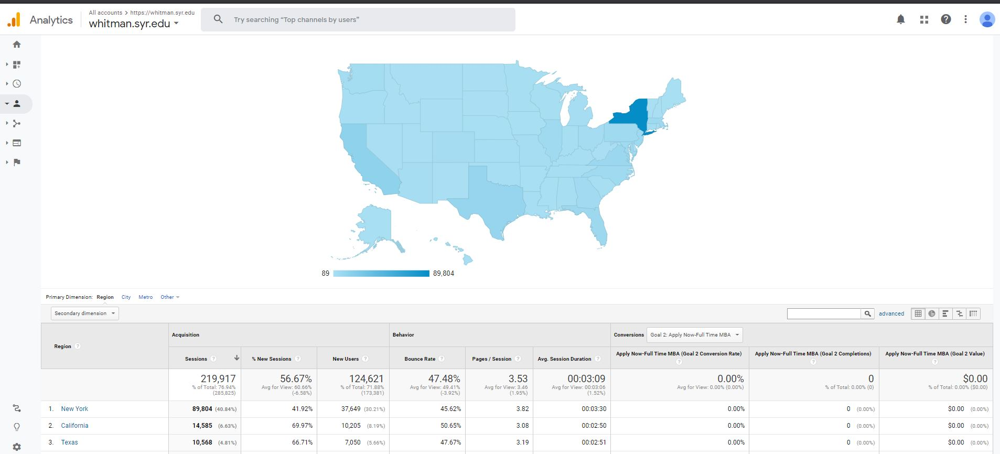 All accounts > https://whitman.syr.edu
Analytics
whitman.syr.edu
Try searching “Top channels by users”
89
89,804
Primary Dimension: Region City Metro Other
Secondary dimension
advanced
Acquisition
Behavior
Conversions
Goal 2: Apply Now-Full Time MBA
Region ?
Sessions ?
% New Sessions ?
New Users ?
Bounce Rate ?
Pages / Session ?
Avg. Session Duration ?
Apply Now-Full Time MBA (Goal 2 Conversion Rate)
?
Apply Now-Full Time MBA (Goal 2 Completions)
?
Apply Now-Full Time MBA (Goal 2 Value)
?
219,917
% of Total: 76.94%
(285,825)
56.67%
Avg for View: 60.66%
(-6.58%)
124,621
% of Total: 71.88%
(173,381)
47.48%
Avg for View: 49.41%
(-3.92%)
3.53
Avg for View: 3.46
(1.95%)
00:03:09
Avg for View: 00:03:06
(1.52%)
0.00%
Avg for View: 0.00% (0.00%)
0
% of Total: 0.00% (0)
$0.00
% of Total: 0.00% ($0.00)
1. New York 89,804 (40.84%) 41.92% 37,649 (30.21%) 45.62% 3.82 00:03:30 0.00% 0 (0.00%) $0.00 (0.00%)
2. California 14,585 (6.63%) 69.97% 10,205 (8.19%) 50.65% 3.08 00:02:50 0.00% 0 (0.00%) $0.00 (0.00%)
3. Texas 10,568 (4.81%) 66.71% 7,050 (5.66%) 47.67% 3.19 00:02:51 0.00% 0 (0.00%) $0.00 (0.00%)